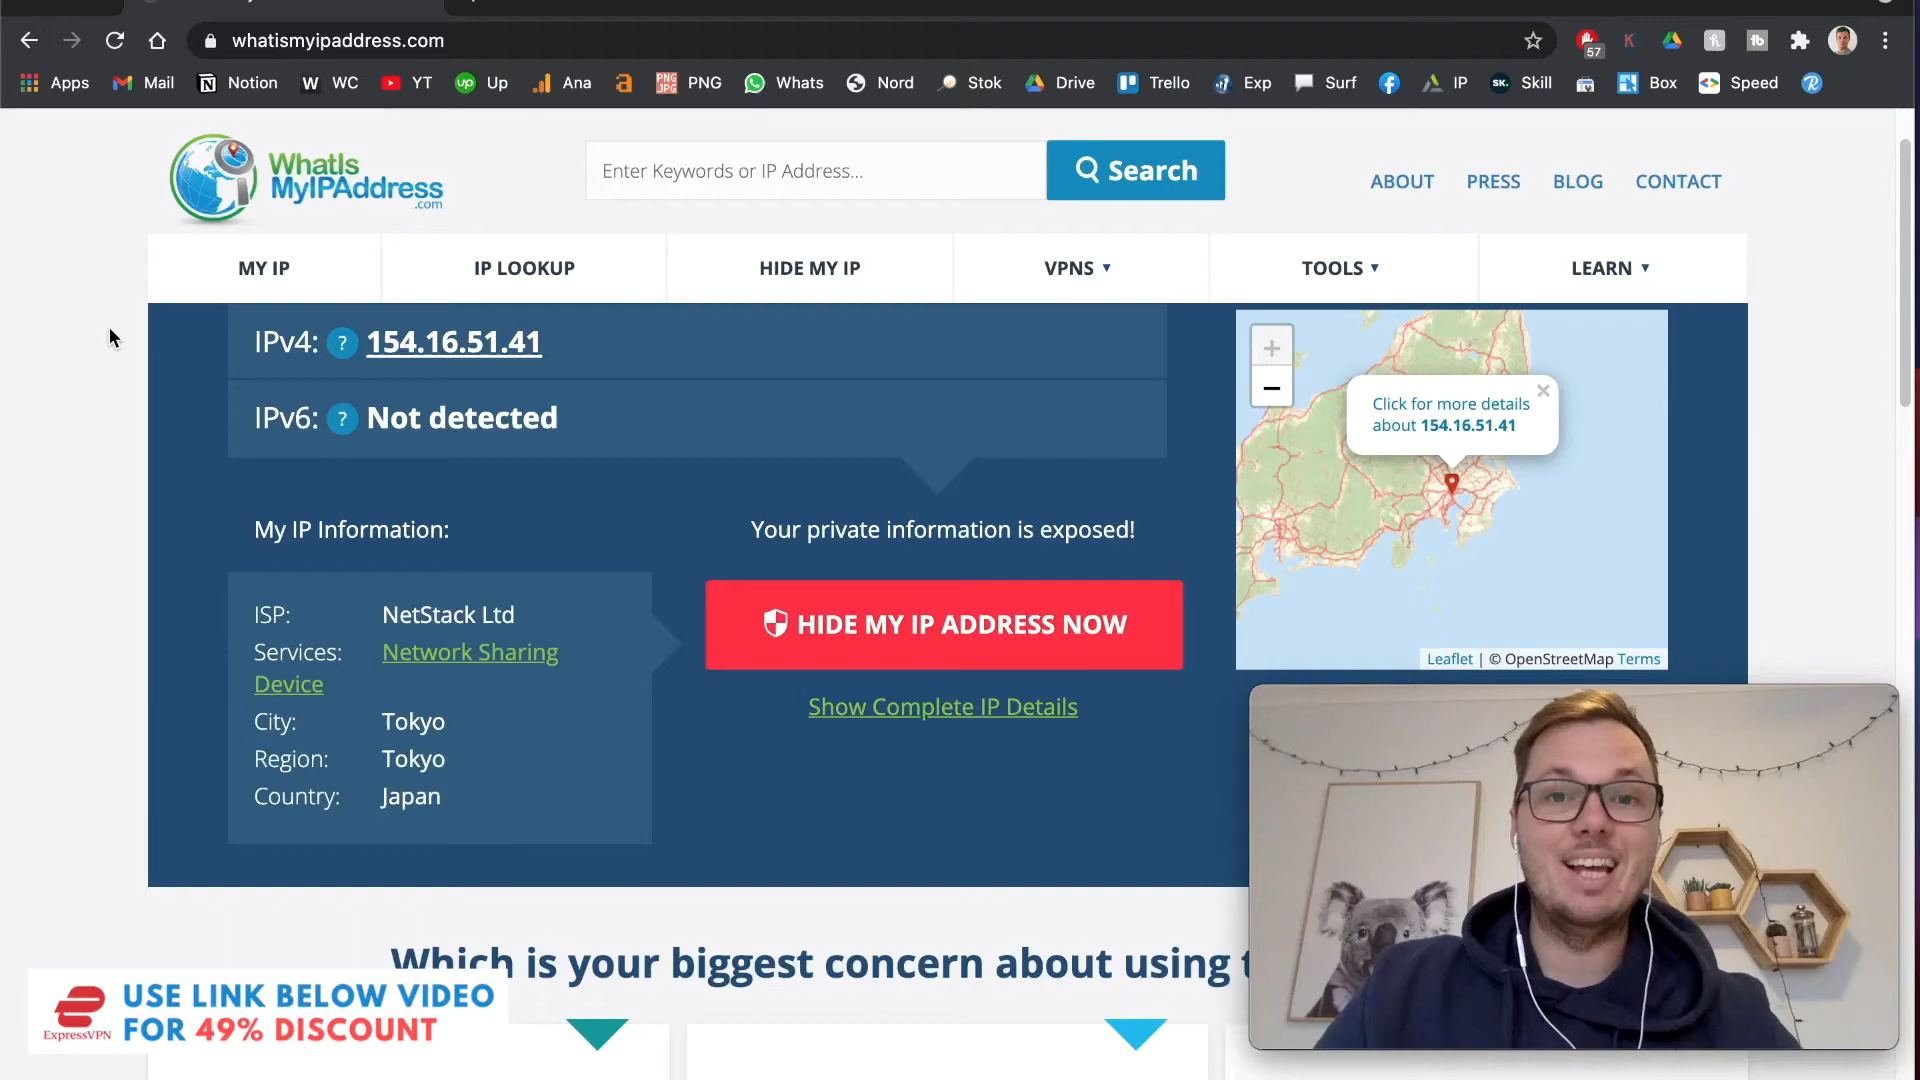 whatismyipaddress.com
57
K
tb
Apps
Mail
Notion
W WC
YT
up Up
Ana
a
PNG JPG PNG
Whats
Nord
Stok
Drive
Trello
Exp
Surf
IP
SK. Skill
Box
Speed
WhatIs
MyIPAddress
.com
Enter Keywords or IP Address...
Search
ABOUT PRESS BLOG CONTACT
MY IP
IP LOOKUP
HIDE MY IP
VPNS
TOOLS
LEARN
IPv4: ? 154.16.51.41
IPv6: ? Not detected
My IP Information:
ISP: NetStack Ltd
Services: Network Sharing
Device
City: Tokyo
Region: Tokyo
Country: Japan
Your private information is exposed!
HIDE MY IP ADDRESS NOW
Show Complete IP Details
+
−
Click for more details
about 154.16.51.41
×
Leaflet | © OpenStreetMap Terms
Which is your biggest concern about using
ExpressVPN
USE LINK BELOW VIDEO
FOR 49% DISCOUNT